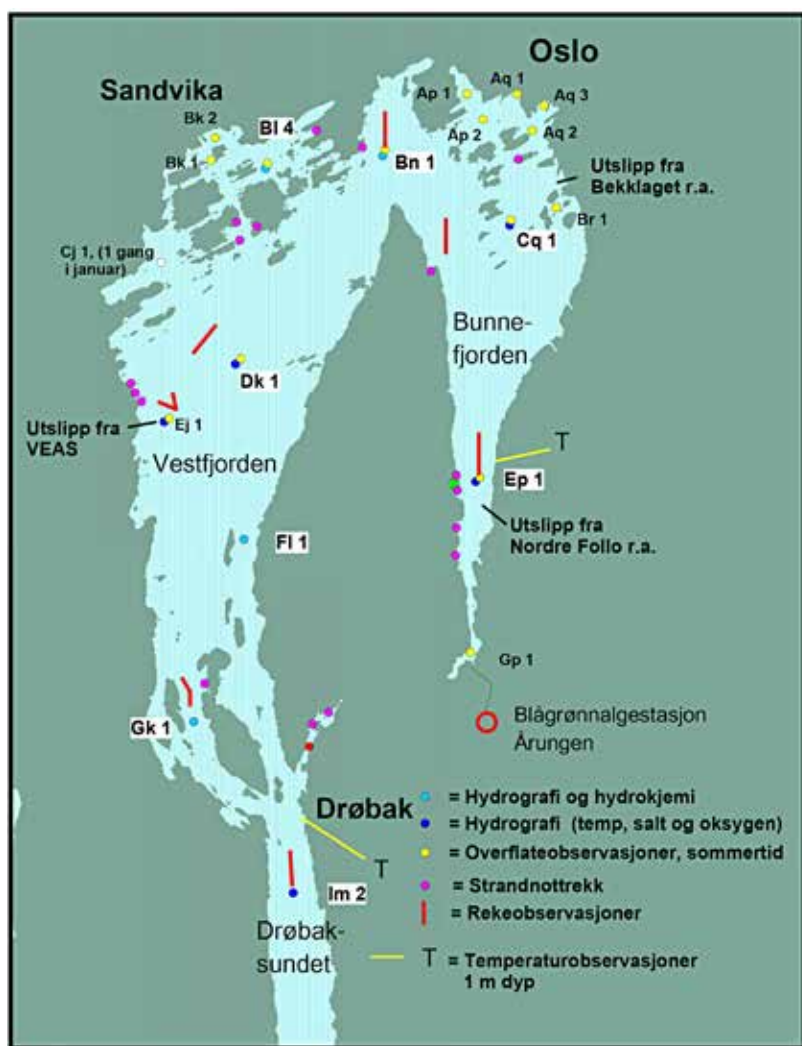 Oslo
Sandvika
Ap 1
Aq 1
Aq 3
Bk 2
Bl 4
Ap 2
Aq 2
Bk 1
Bn 1
Utslipp fra
Bekklaget r.a.
Br 1
Cq 1
Cj 1, (1 gang
i januar)
Bunne-
fjorden
Dk 1
Utslipp fra
VEAS
Ej 1
T
Vestfjorden
Ep 1
Utslipp fra
Nordre Follo r.a.
Fl 1
Gp 1
Gk 1
Blågrønnalgestasjon
Årungen
Drøbak
= Hydrografi og hydrokjemi
= Hydrografi (temp, salt og oksygen)
= Overflateobservasjoner, sommertid
T
= Strandnottrekk
Im 2
= Rekeobservasjoner
Drøbak-
sundet
T = Temperaturobservasjoner
1 m dyp